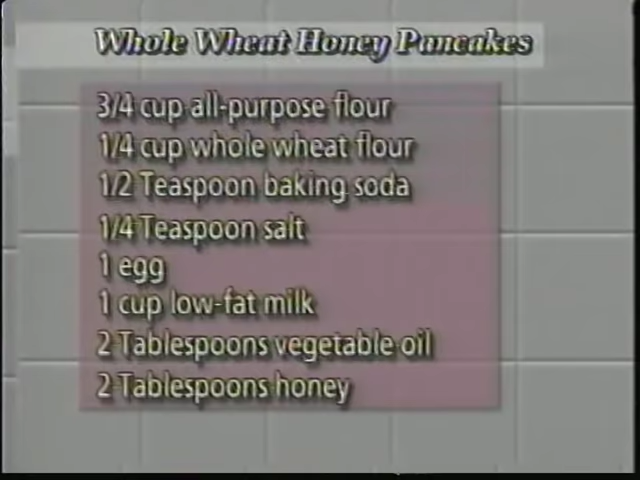 Whole Wheat Honey Pancakes
3/4 cup all-purpose flour
1/4 cup whole wheat flour
1/2 Teaspoon baking soda
1/4 Teaspoon salt
1 egg
1 cup low-fat milk
2 Tablespoons vegetable oil
2 Tablespoons honey